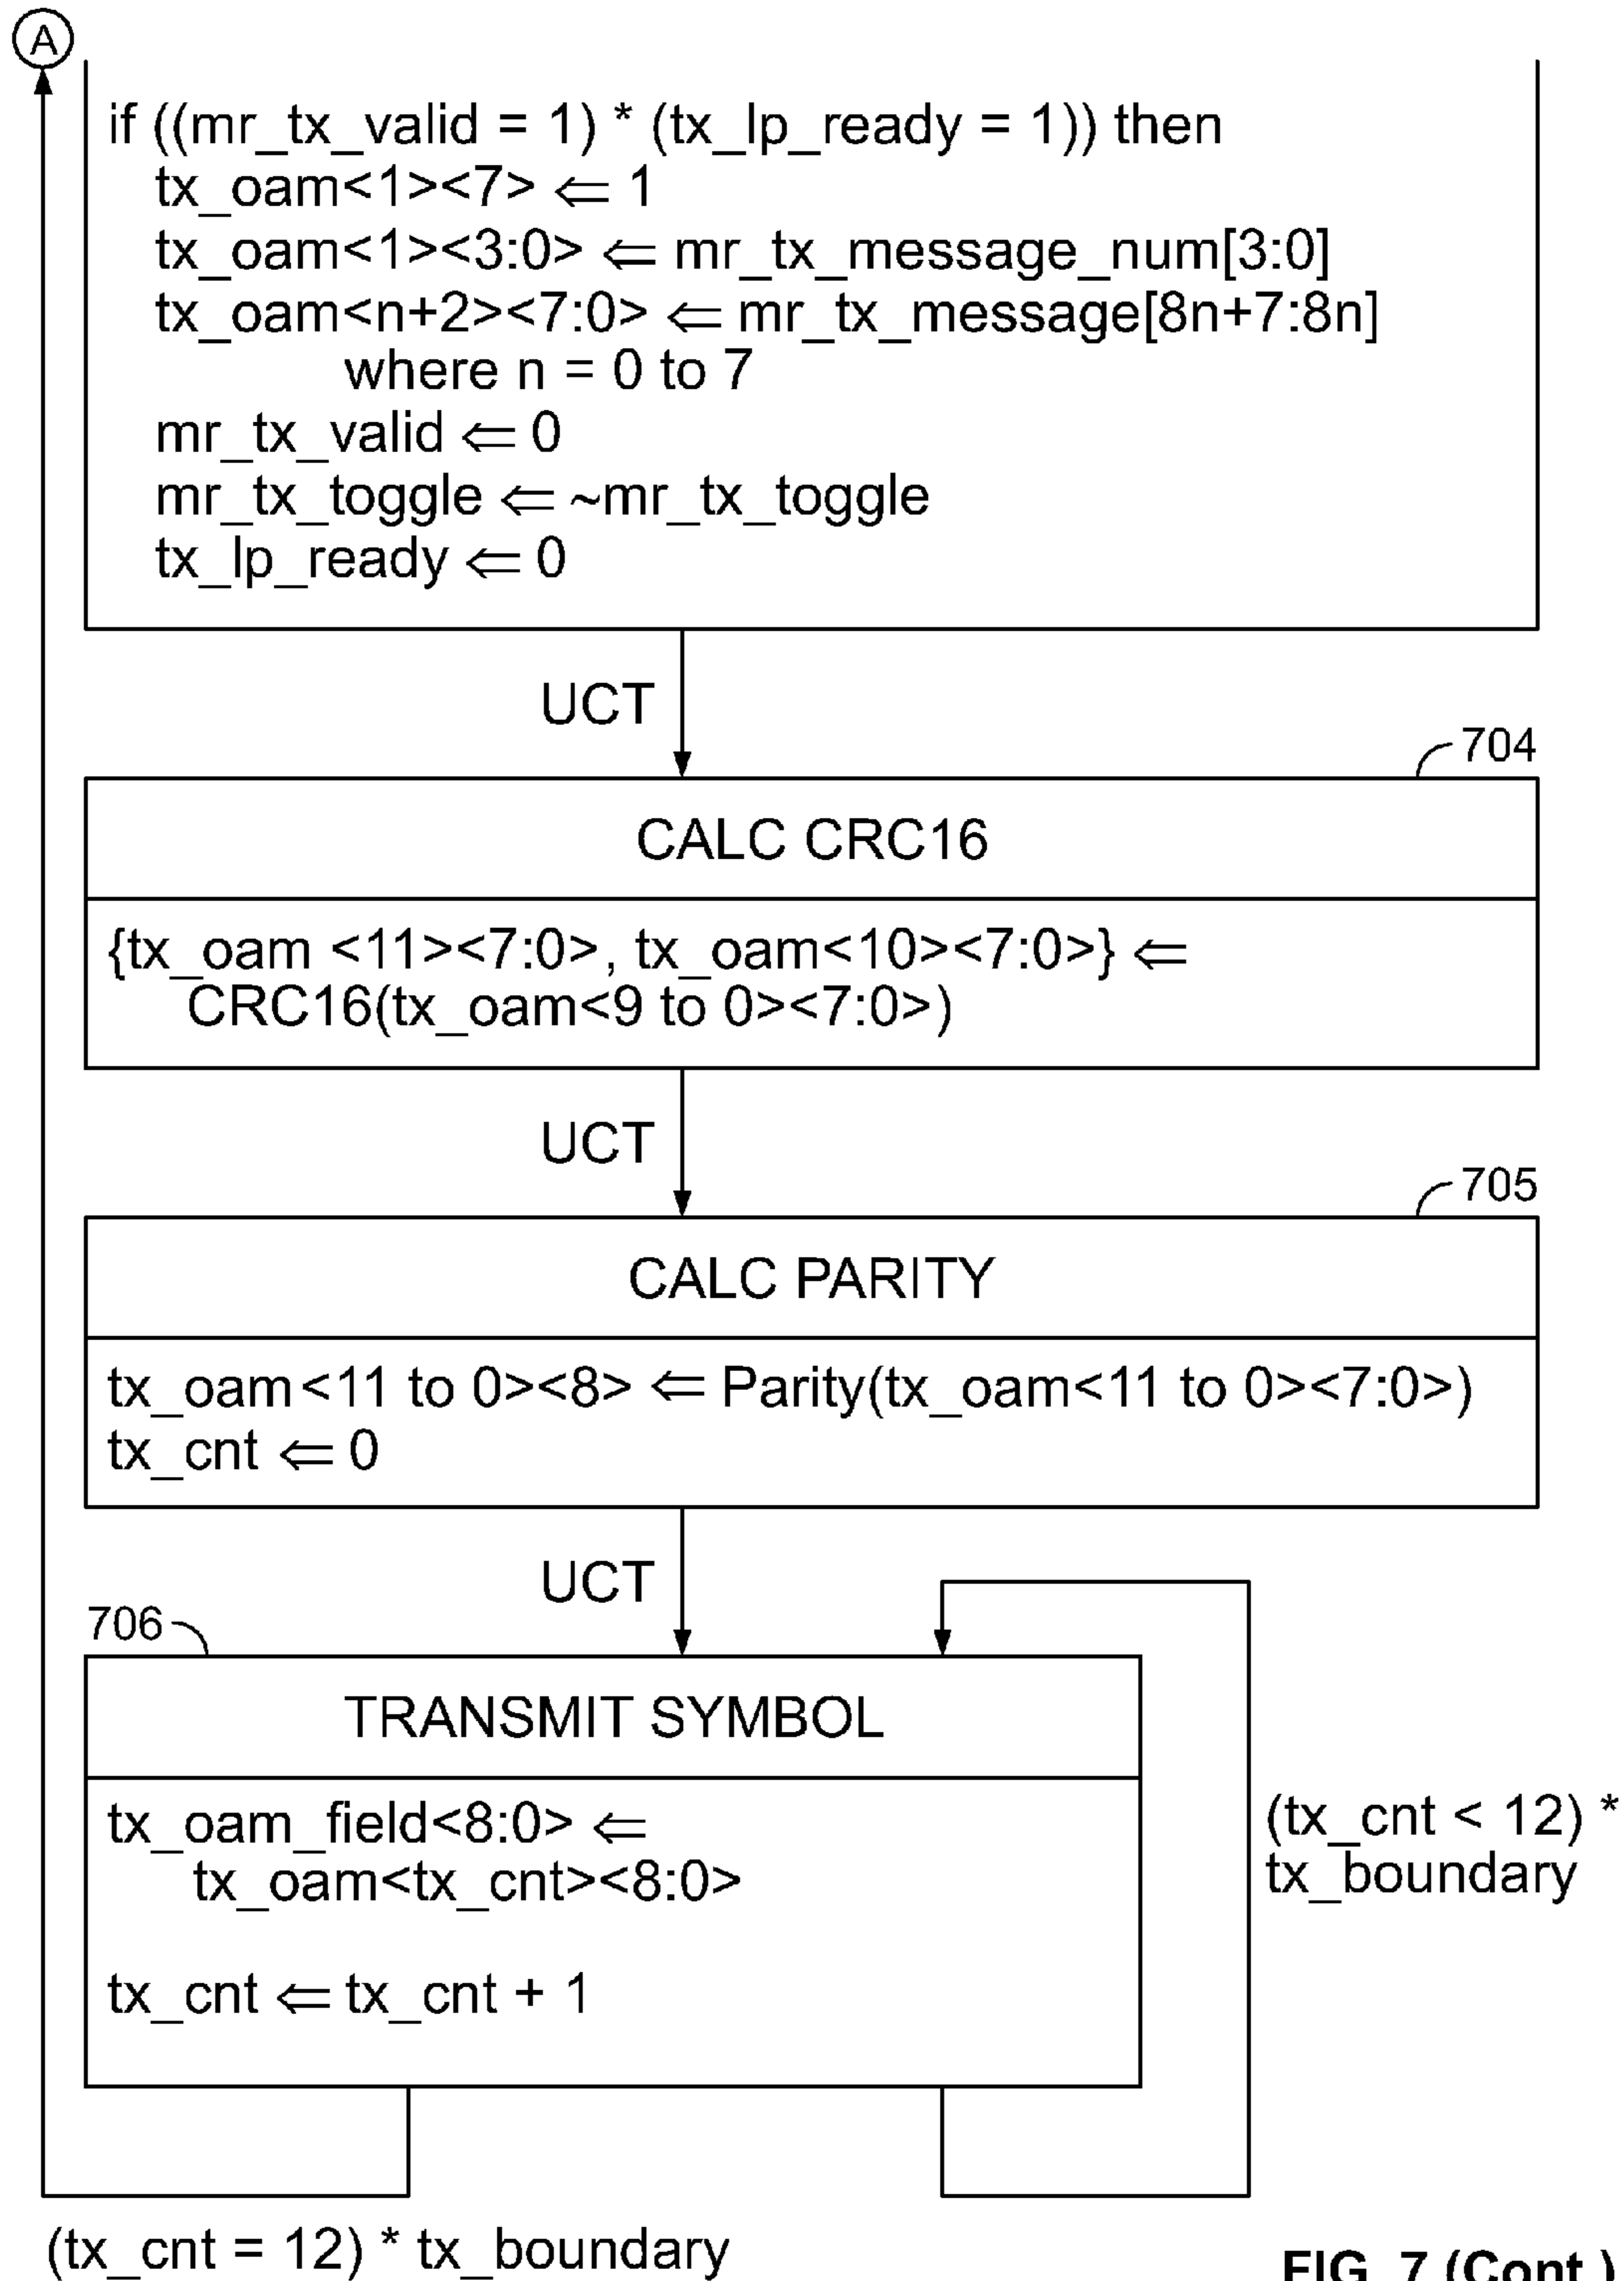 A
if ((mr_tx_valid = 1) * (tx_lp_ready = 1)) then
tx_oam<1><7> ⇐ 1
tx_oam<1><3:0> ⇐ mr_tx_message_num[3:0]
tx_oam<n+2><7:0> ⇐ mr_tx_message[8n+7:8n]
where n = 0 to 7
mr_tx_valid ⇐ 0
mr_tx_toggle ⇐ ~mr_tx_toggle
tx_lp_ready ⇐ 0
UCT
704
CALC CRC16
{tx_oam <11><7:0>, tx_oam<10><7:0>} ⇐
CRC16(tx_oam<9 to 0><7:0>)
UCT
705
CALC PARITY
tx_oam<11 to 0><8> ⇐ Parity(tx_oam<11 to 0><7:0>)
tx_cnt ⇐ 0
UCT
706
TRANSMIT SYMBOL
tx_oam_field<8:0> ⇐
tx_oam<tx_cnt><8:0>
tx_cnt ⇐ tx_cnt + 1
(tx_cnt < 12) *
tx_boundary
(tx_cnt = 12) * tx_boundary
FIG. 7 (Cont.)